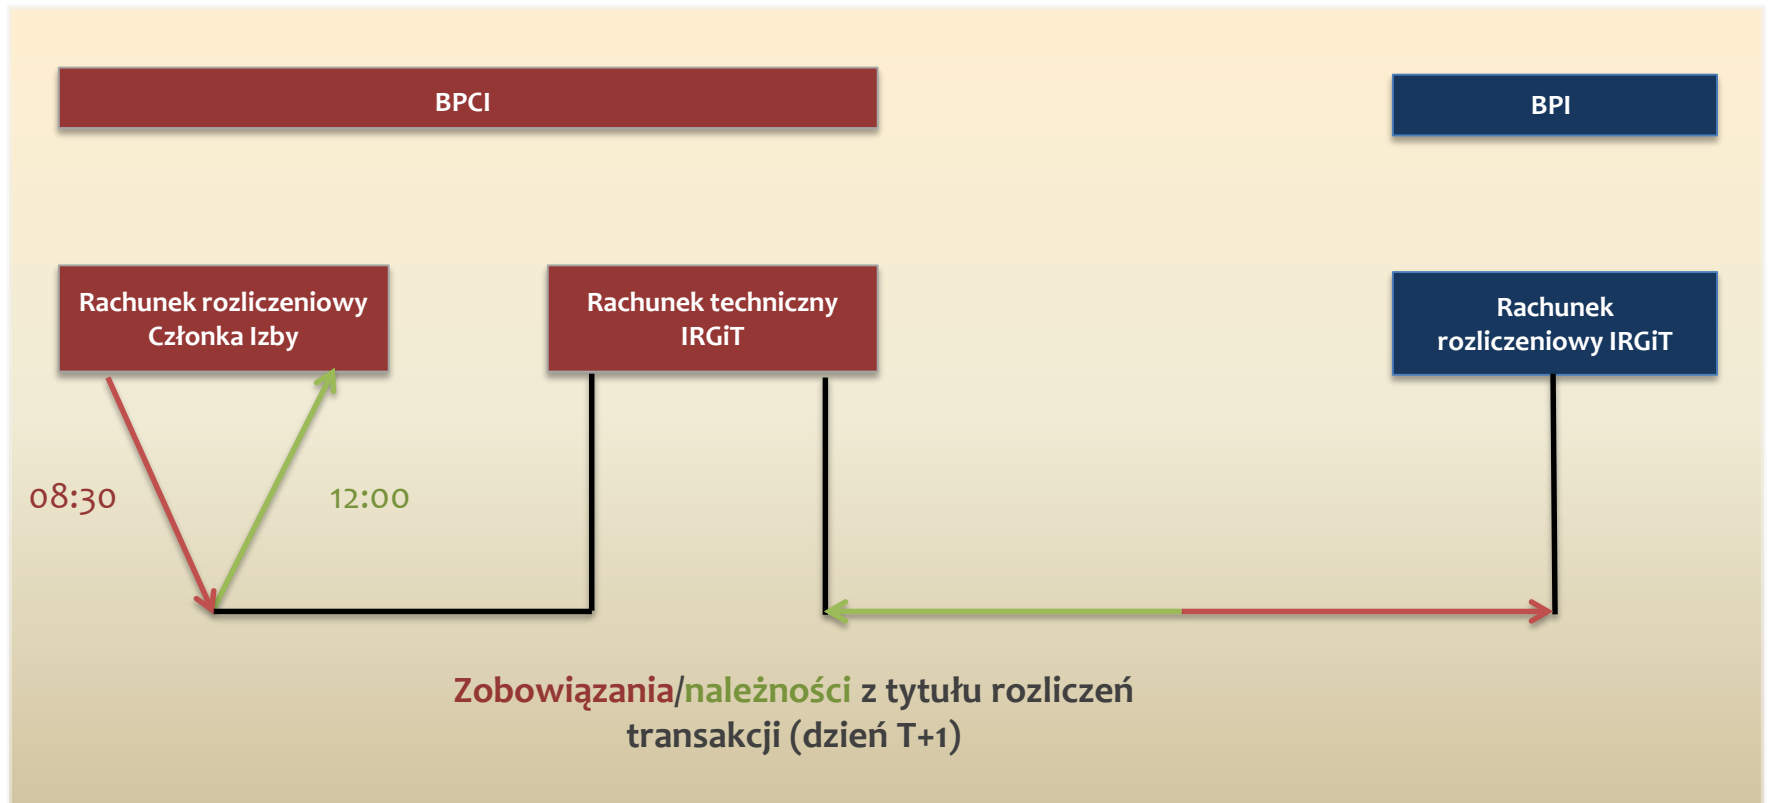 BPCI
BPI
Rachunek rozliczeniowy
Członka Izby
Rachunek techniczny
IRGiT
Rachunek
rozliczeniowy IRGiT
08:30
12:00
Zobowiązania/należności z tytułu rozliczeń
transakcji (dzień T+1)